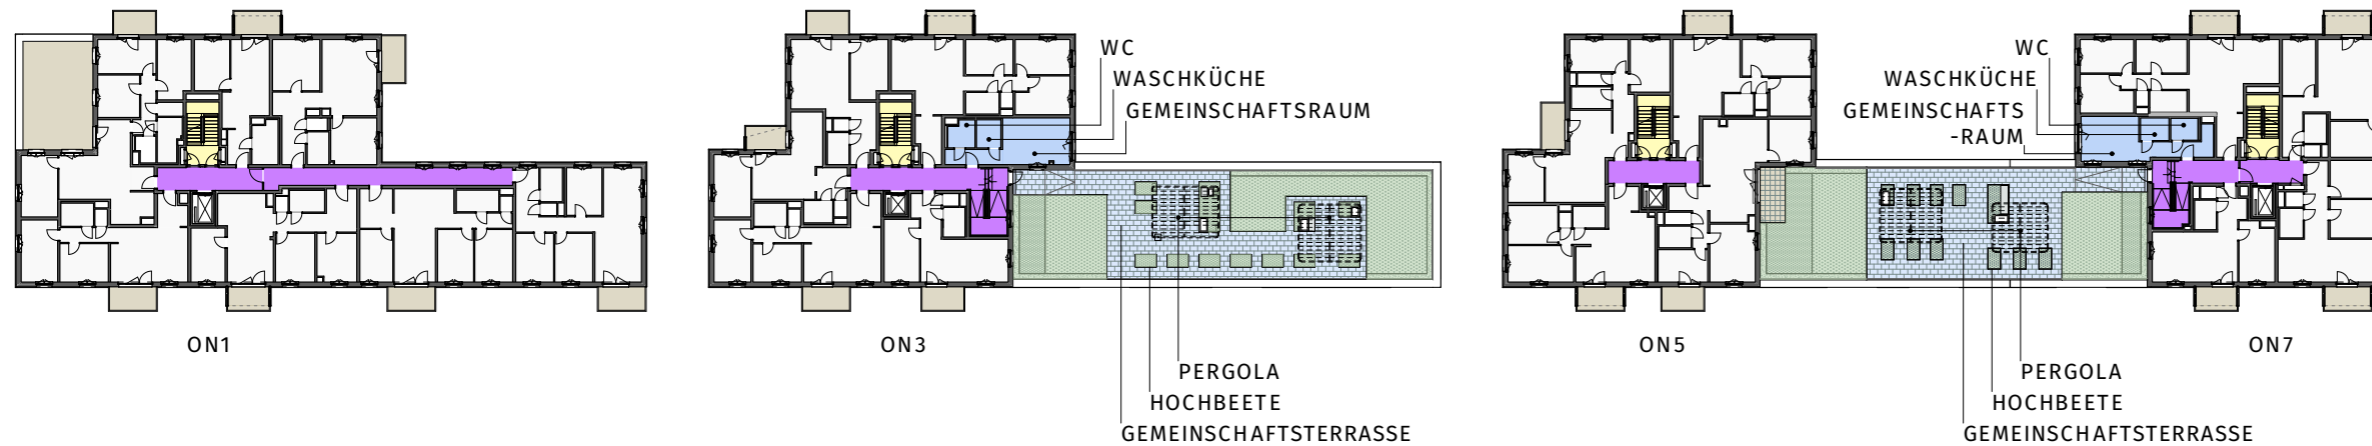 WC
WASCHKÜCHE
GEMEINSCHAFTSRAUM
WC
WASCHKÜCHE
GEMEINSCHAFTS
-RAUM
ON1
ON3
ON5
ON7
PERGOLA
HOCHBEETE
GEMEINSCHAFTSTERRASSE
PERGOLA
HOCHBEETE
GEMEINSCHAFTSTERRASSE